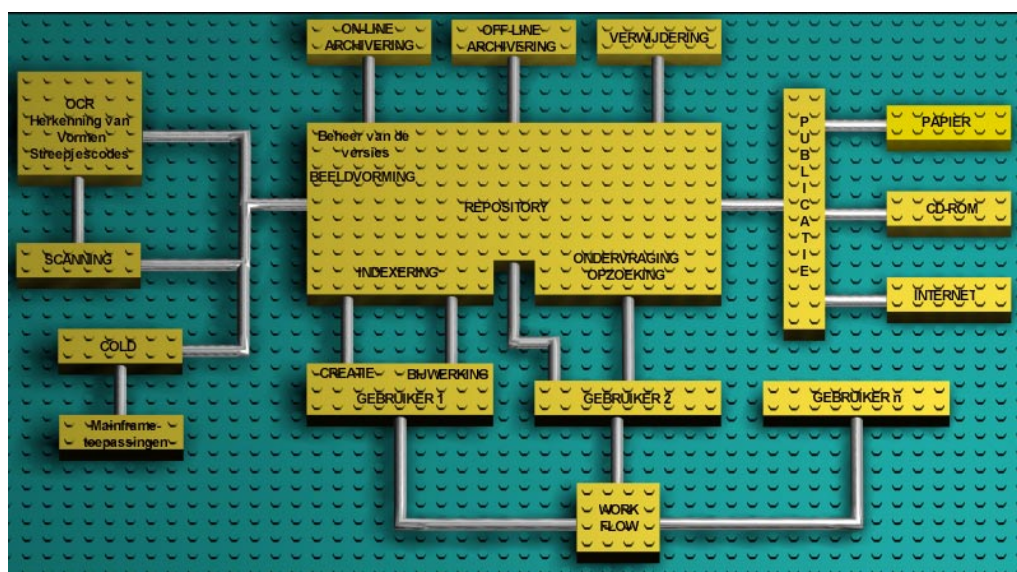 ON-LINE
ARCHIVERING
OFF-LINE
ARCHIVERING
VERWIJDERING
OCR
Herkenning van
Vormen
Streepjescodes
SCANNING
COLD
Mainframe-
toepassingen
Beheer van de
versies
BEELDVORMING
REPOSITORY
INDEXERING
ONDERVRAGING
OPZOEKING
PUBLICATIE
PAPIER
CD-ROM
INTERNET
CREATIE
BIJWERKING
GEBRUIKER 1
GEBRUIKER 2
GEBRUIKER n
WORK
FLOW